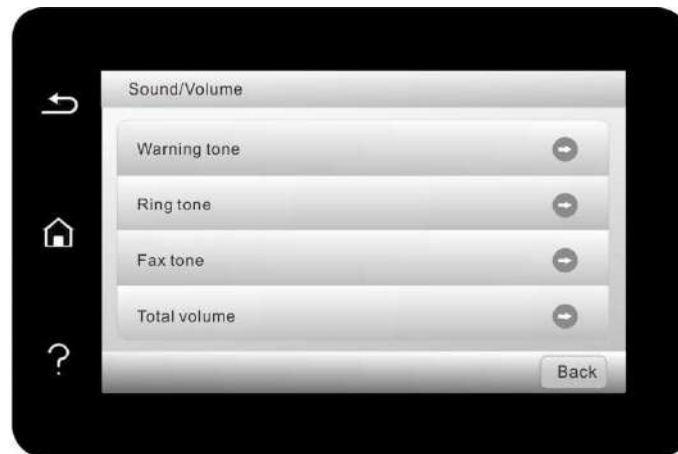 Sound/Volume
Warning tone
Ring tone
Fax tone
Total volume
?
Back